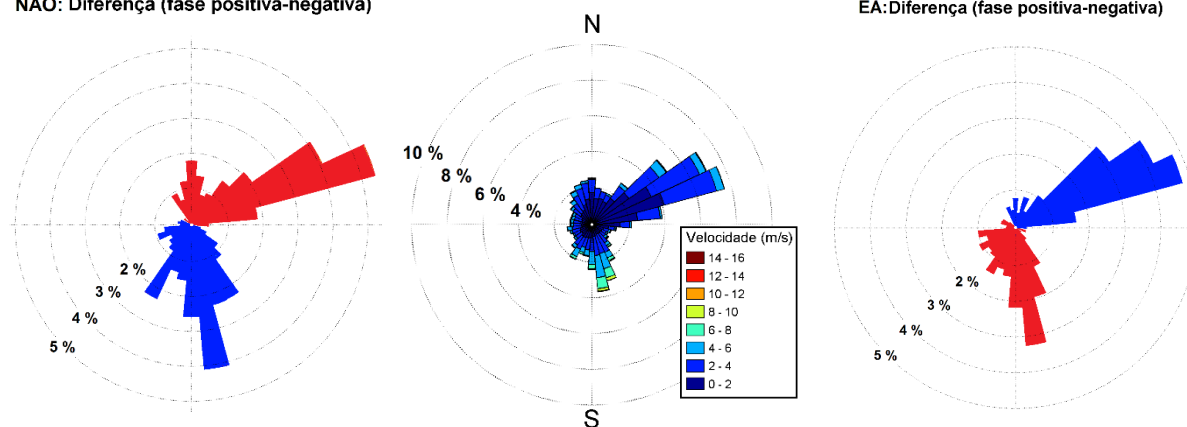 NAO: Diferença (fase positiva-negativa)
2 %
3 %
4 %
5 %
N
10 %
8 %
6 %
4 %
S
Velocidade (m/s)
14 - 16
12 - 14
10 - 12
8 - 10
6 - 8
4 - 6
2 - 4
0 - 2
EA:Diferença (fase positiva-negativa)
2 %
3 %
4 %
5 %